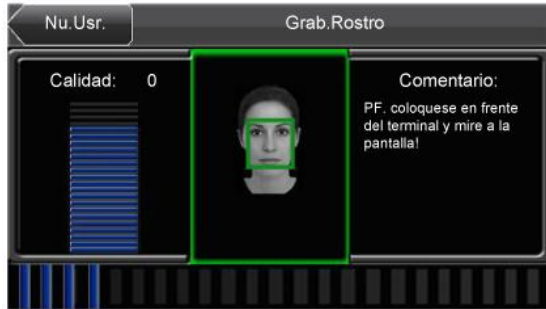 Nu.Usr.
Grab.Rostro
Calidad: 0
Comentario:
PF. coloquese en frente
del terminal y mire a la
pantalla!